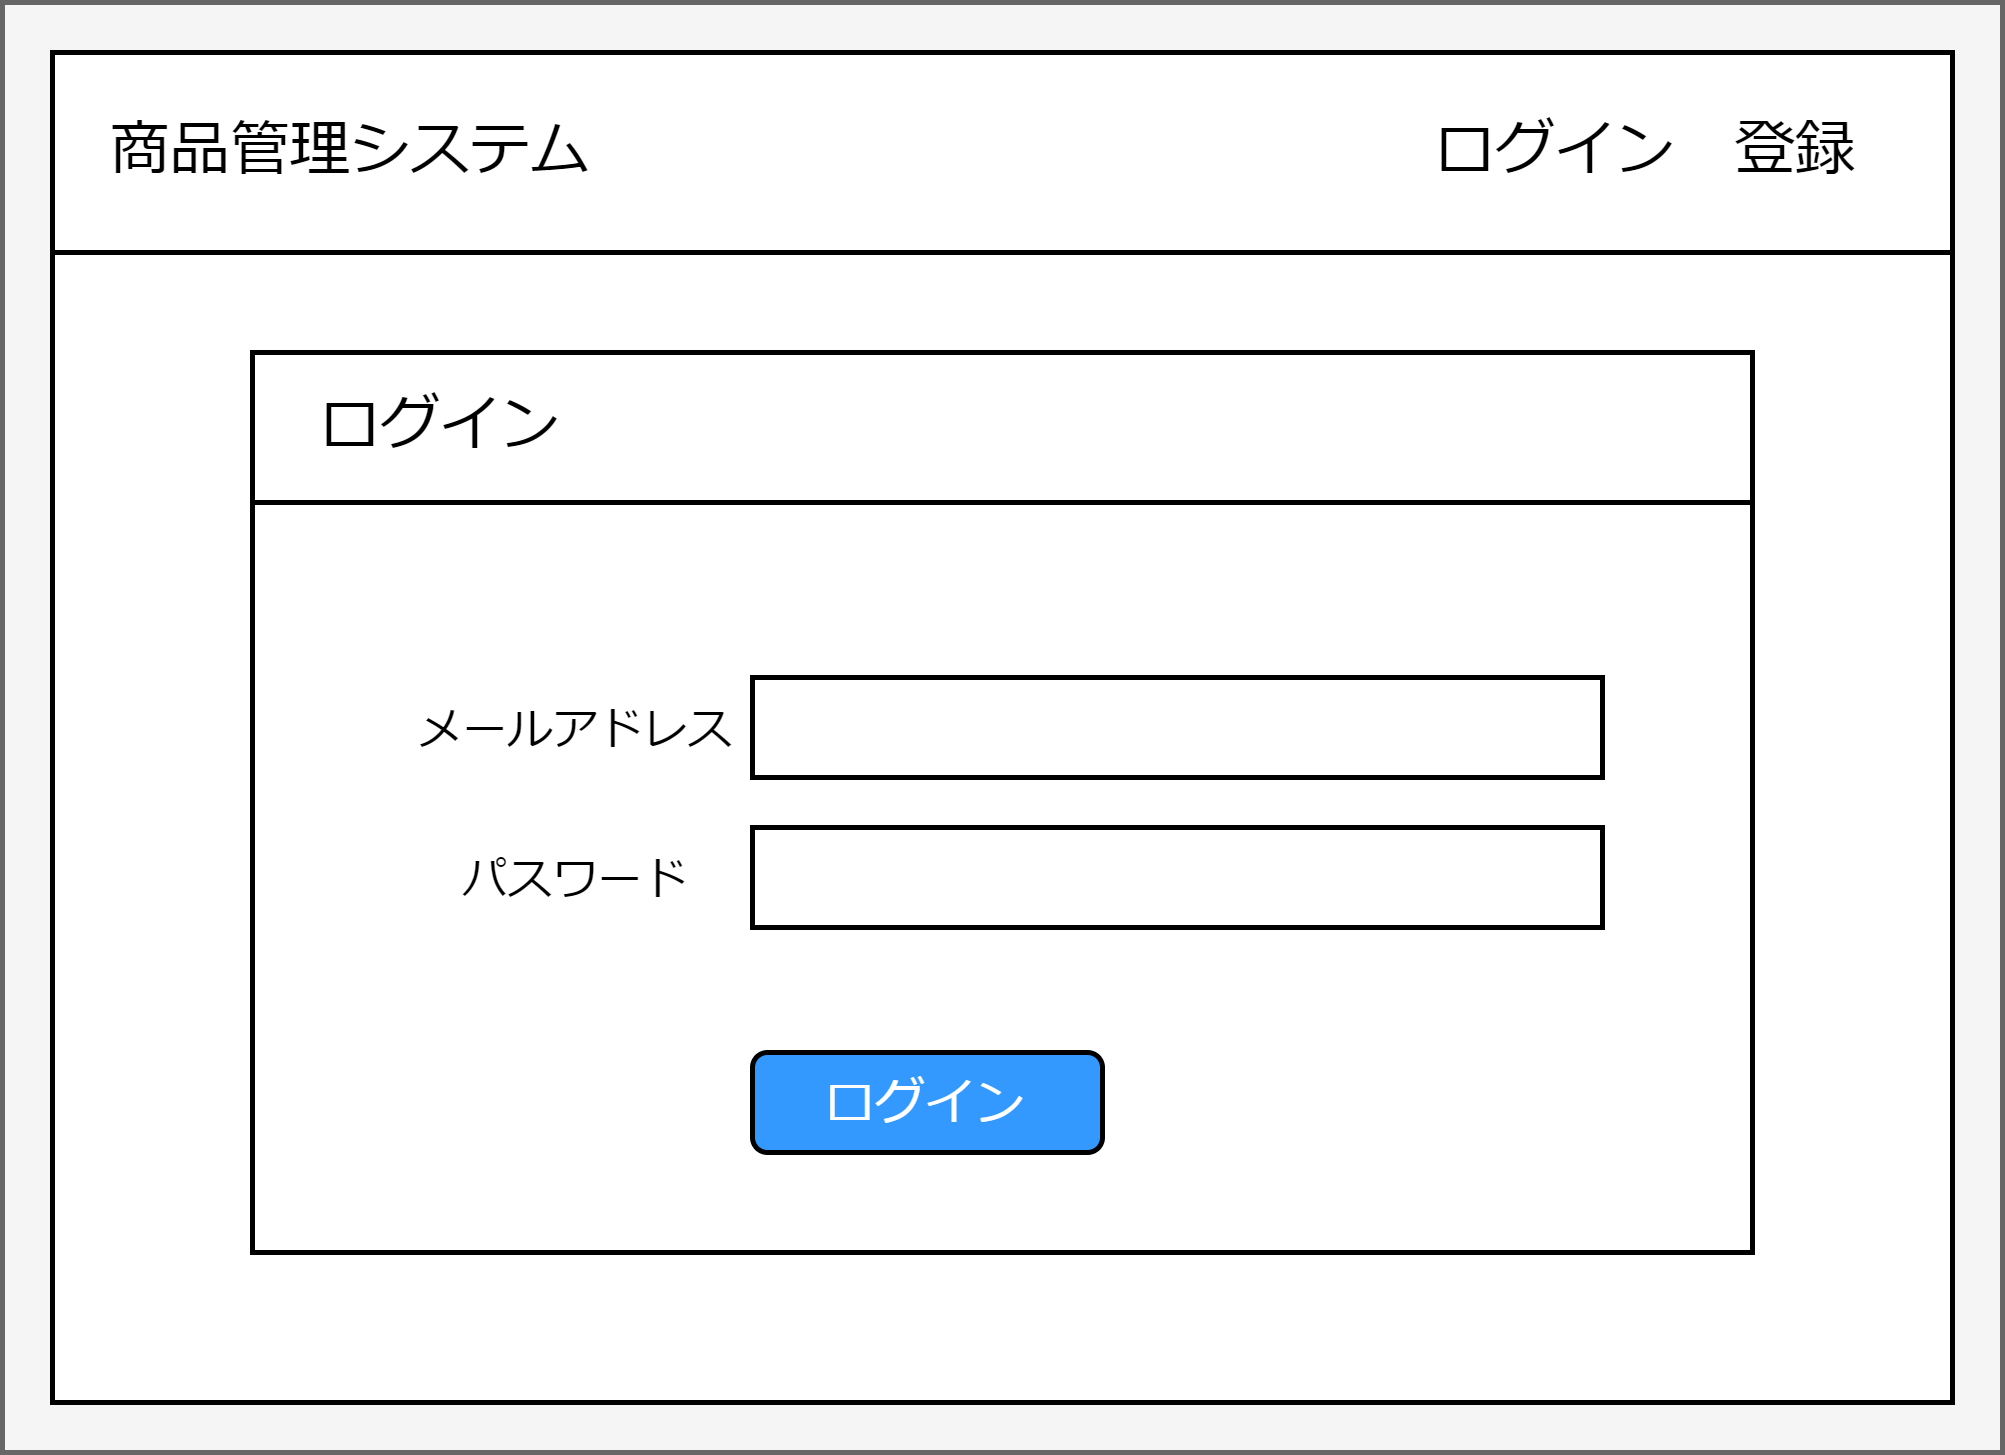 商品管理システム
ログイン　登録
ログイン
メールアドレス
パスワード
ログイン